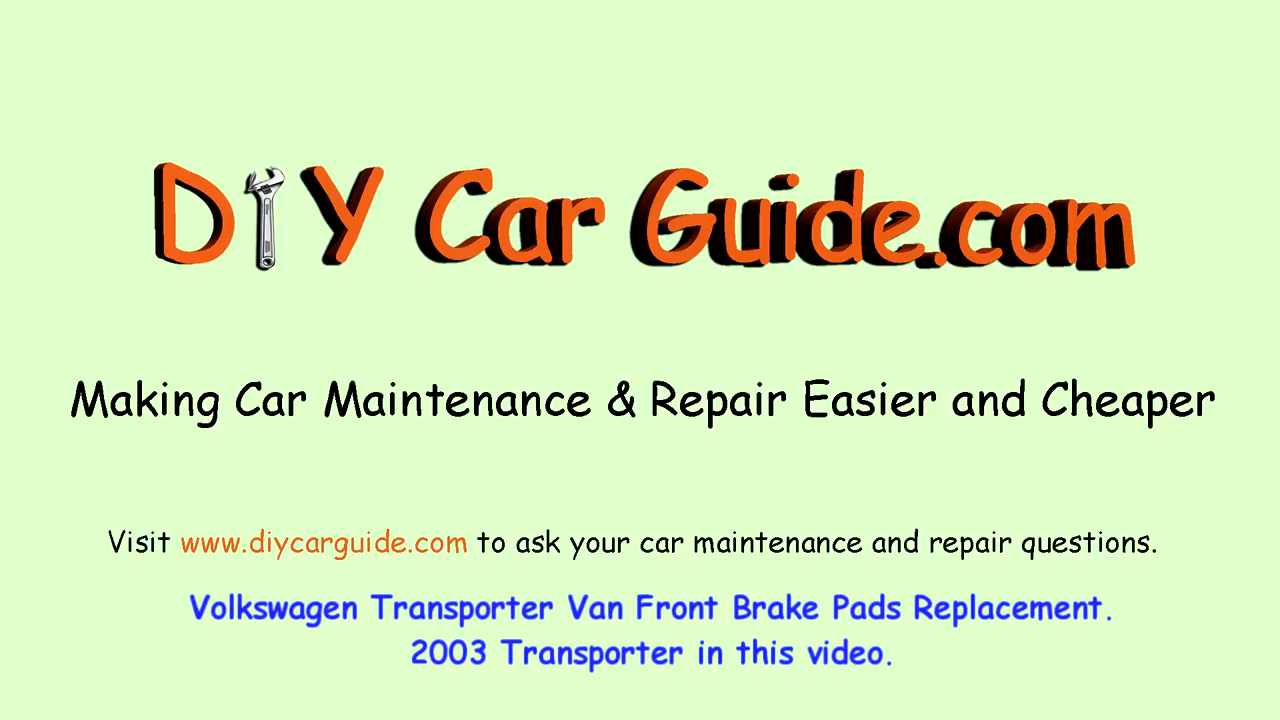 DIY Car Guide.com
Making Car Maintenance & Repair Easier and Cheaper
Visit www.diycarguide.com to ask your car maintenance and repair questions.
Volkswagen Transporter Van Front Brake Pads Replacement.
2003 Transporter in this video.